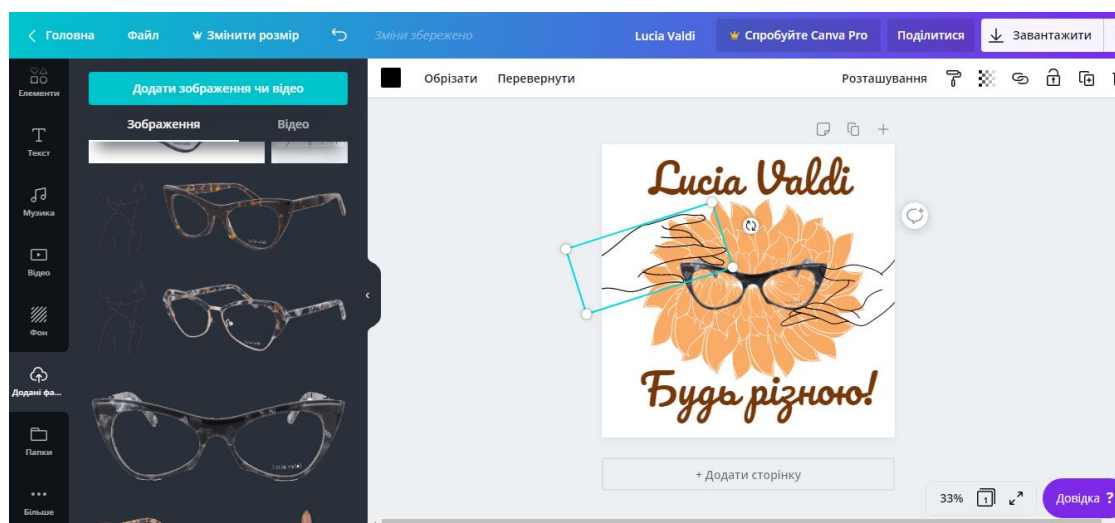 Головна
Файл
Змінити розмір
Зміни збережено
Lucia Valdi
Спробуйте Canva Pro
Поділитися
Завантажити
Елементи
Текст
Музика
Відео
Фон
Додані фа...
Папки
Більше
Додати зображення чи відео
Зображення
Відео
Обрізати
Перевернути
Розташування
Lucia Valdi
Будь різною!
+ Додати сторінку
33%
1
Довідка ?